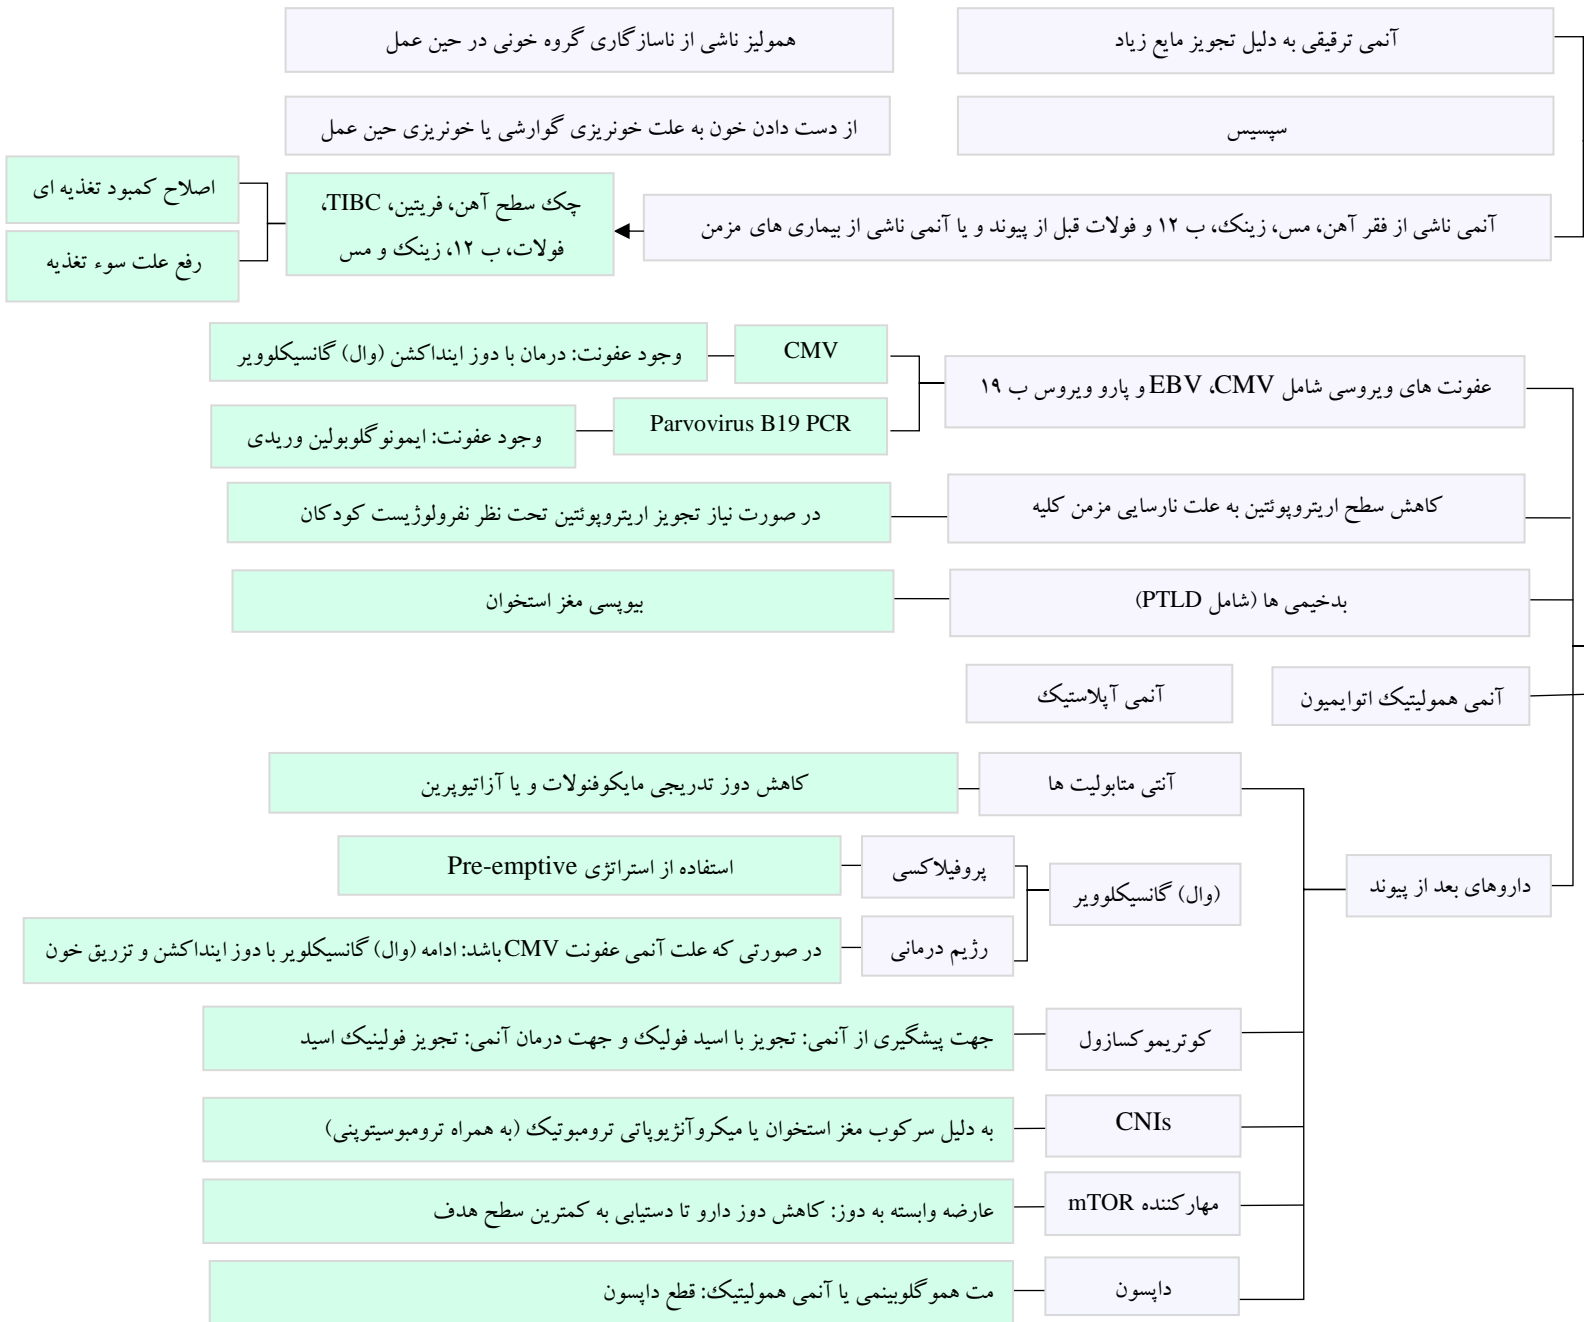 آنمی ترقیقی به دلیل تجویز مایع زیاد
همولیز ناشی از ناسازگاری گروه خونی در حین عمل
سپسیس
از دست دادن خون به علت خونریزی گوارشی یا خونریزی حین عمل
آنمی ناشی از فقر آهن، مس، زینک، ب ۱۲ و فولات قبل از پیوند و یا آنمی ناشی از بیماری های مزمن
چک سطح آهن، فریتین، TIBC،
فولات، ب ۱۲، زینک و مس
اصلاح کمبود تغذیه ای
رفع علت سوء تغذیه
عفونت های ویروسی شامل EBV ،CMV و پارو ویروس ب ۱۹
CMV
وجود عفونت: درمان با دوز اینداکشن (وال) گانسیکلوویر
Parvovirus B19 PCR
وجود عفونت: ایمونوگلوبولین وریدی
کاهش سطح اریتروپوئتین به علت نارسایی مزمن کلیه
در صورت نیاز تجویز اریتروپوئتین تحت نظر نفرولوژیست کودکان
بدخیمی ها (شامل PTLD)
بیوپسی مغز استخوان
آنمی همولیتیک اتوایمیون
آنمی آپلاستیک
داروهای بعد از پیوند
آنتی متابولیت ها
کاهش دوز تدریجی مایکوفنولات و یا آزاتیوپرین
(وال) گانسیکلوویر
پروفیلاکسی
استفاده از استراتژی Pre-emptive
رژیم درمانی
در صورتی که علت آنمی عفونت CMV باشد: ادامه (وال) گانسیکلویر با دوز اینداکشن و تزریق خون
کوتریموکسازول
جهت پیشگیری از آنمی: تجویز با اسید فولیک و جهت درمان آنمی: تجویز فولینیک اسید
CNIs
به دلیل سرکوب مغز استخوان یا میکروآنژیوپاتی ترومبوتیک (به همراه ترومبوسیتوپنی)
مهارکننده mTOR
عارضه وابسته به دوز: کاهش دوز دارو تا دستیابی به کمترین سطح هدف
داپسون
مت هموگلوبینمی یا آنمی همولیتیک: قطع داپسون